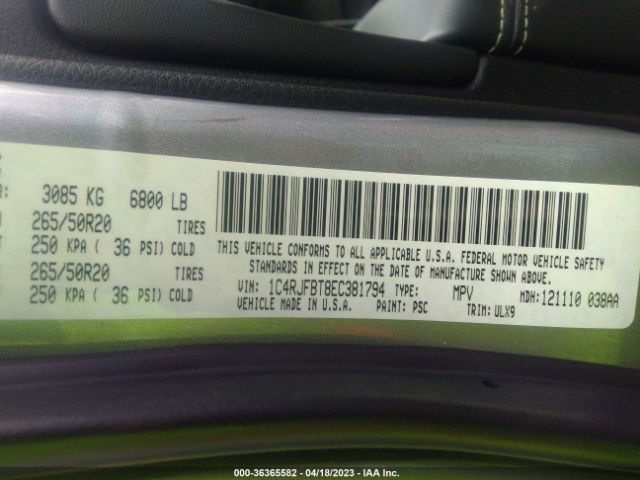 R: 3085 KG 6800 LB
265/50R20 TIRES
250 KPA ( 36 PSI) COLD
265/50R20 TIRES
250 KPA ( 36 PSI) COLD
THIS VEHICLE CONFORMS TO ALL APPLICABLE U.S.A. FEDERAL MOTOR VEHICLE SAFETY
STANDARDS IN EFFECT ON THE DATE OF MANUFACTURE SHOWN ABOVE.
VIN: 1C4RJFBT8EC381794 TYPE: MPV MDH: 121110 038AA
VEHICLE MADE IN U.S.A. PAINT: PSC TRIM: ULX9
000-36365582 / 04/18/2023 / IAA Inc.